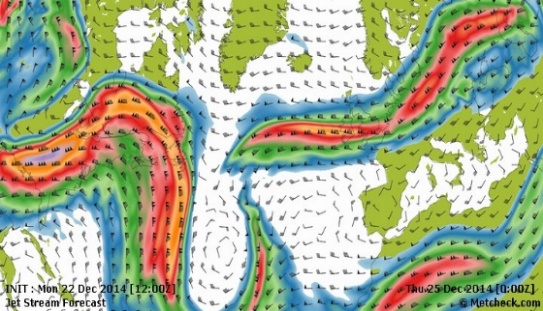 INIT : Mon 22 Dec 2014 [12:00Z]
Thu 25 Dec 2014 [0:00Z]
Jet Stream Forecast
© Metcheck.com